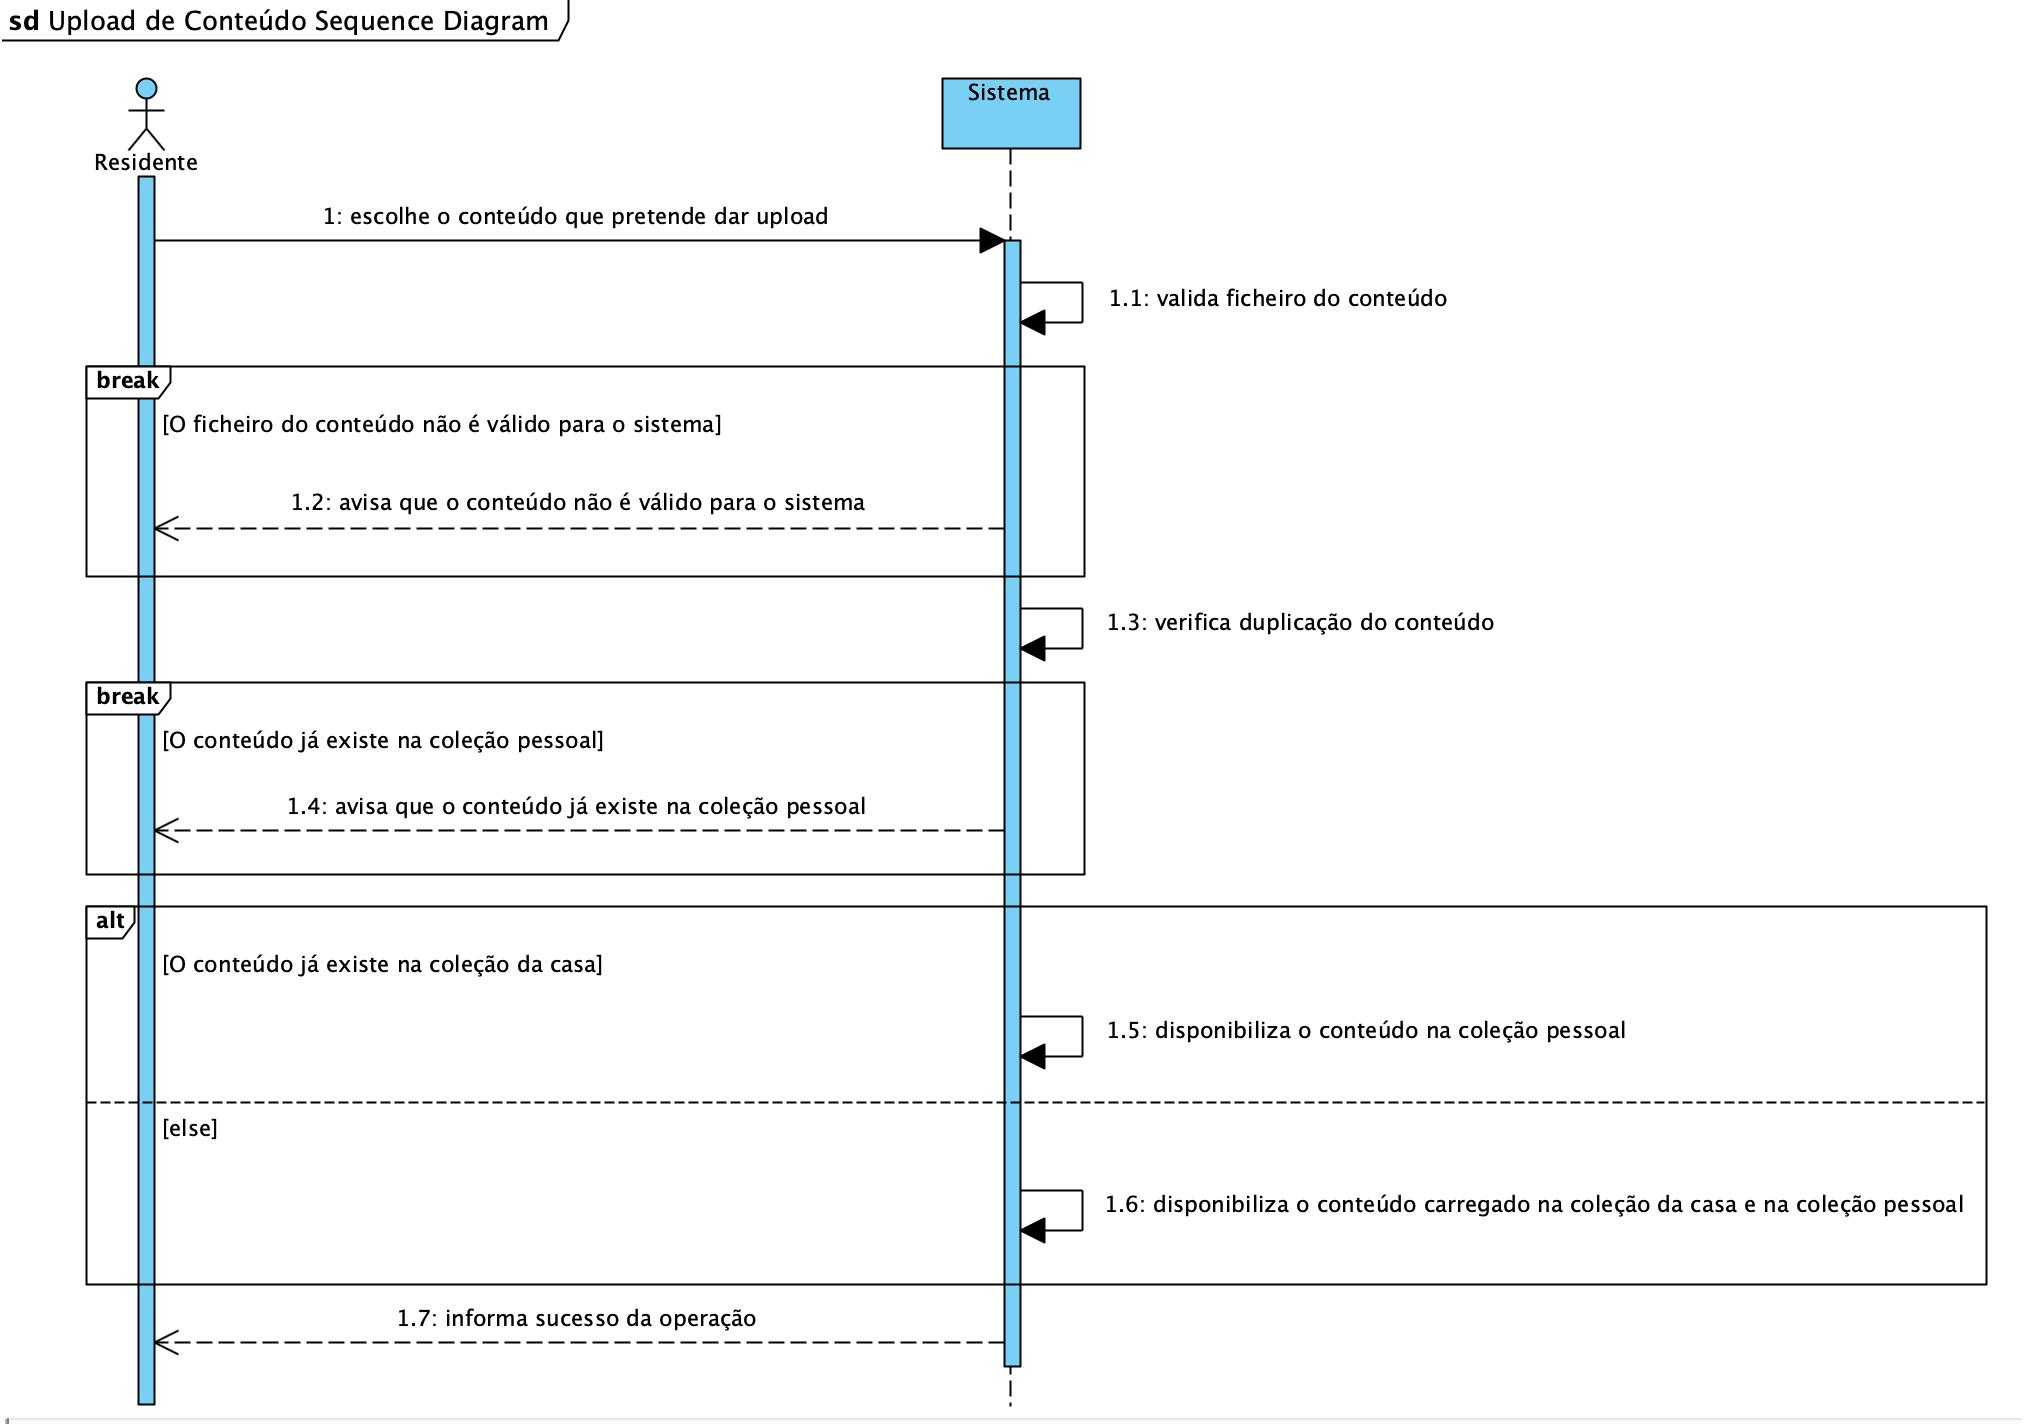 sd Upload de Conteúdo Sequence Diagram
Sistema
Residente
1: escolhe o conteúdo que pretende dar upload
1.1: valida ficheiro do conteúdo
break
[O ficheiro do conteúdo não é válido para o sistema]
1.2: avisa que o conteúdo não é válido para o sistema
1.3: verifica duplicação do conteúdo
break
[O conteúdo já existe na coleção pessoal]
1.4: avisa que o conteúdo já existe na coleção pessoal
alt
[O conteúdo já existe na coleção da casa]
1.5: disponibiliza o conteúdo na coleção pessoal
[else]
1.6: disponibiliza o conteúdo carregado na coleção da casa e na coleção pessoal
1.7: informa sucesso da operação